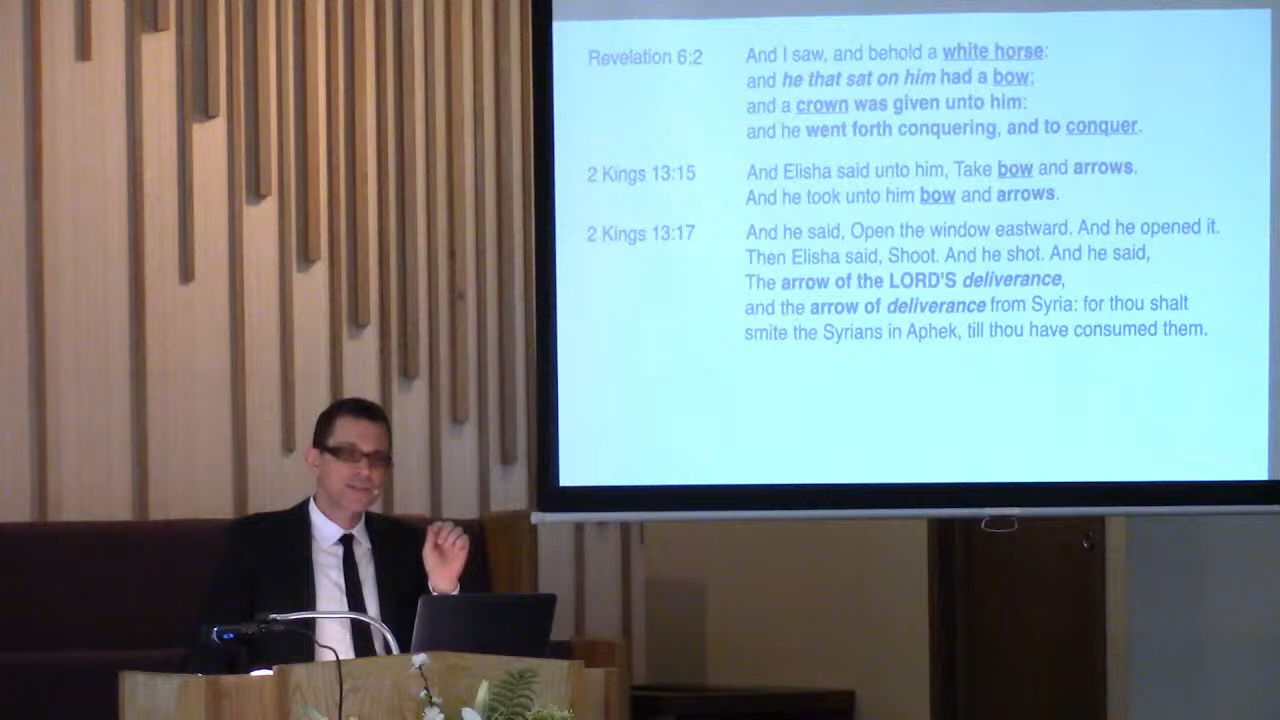 Revelation 6:2 And I saw, and behold a white horse:
and he that sat on him had a bow;
and a crown was given unto him:
and he went forth conquering, and to conquer.
2 Kings 13:15 And Elisha said unto him, Take bow and arrows.
And he took unto him bow and arrows.
2 Kings 13:17 And he said, Open the window eastward. And he opened it.
Then Elisha said, Shoot. And he shot. And he said,
The arrow of the LORD'S deliverance,
and the arrow of deliverance from Syria: for thou shalt
smite the Syrians in Aphek, till thou have consumed them.